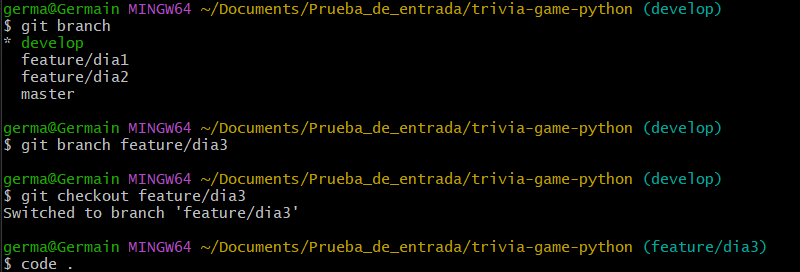 germa@Germain MINGW64 ~/Documents/Prueba_de_entrada/trivia-game-python (develop)
$ git branch
* develop
  feature/dia1
  feature/dia2
  master
germa@Germain MINGW64 ~/Documents/Prueba_de_entrada/trivia-game-python (develop)
$ git branch feature/dia3
germa@Germain MINGW64 ~/Documents/Prueba_de_entrada/trivia-game-python (develop)
$ git checkout feature/dia3
Switched to branch 'feature/dia3'
germa@Germain MINGW64 ~/Documents/Prueba_de_entrada/trivia-game-python (feature/dia3)
$ code .